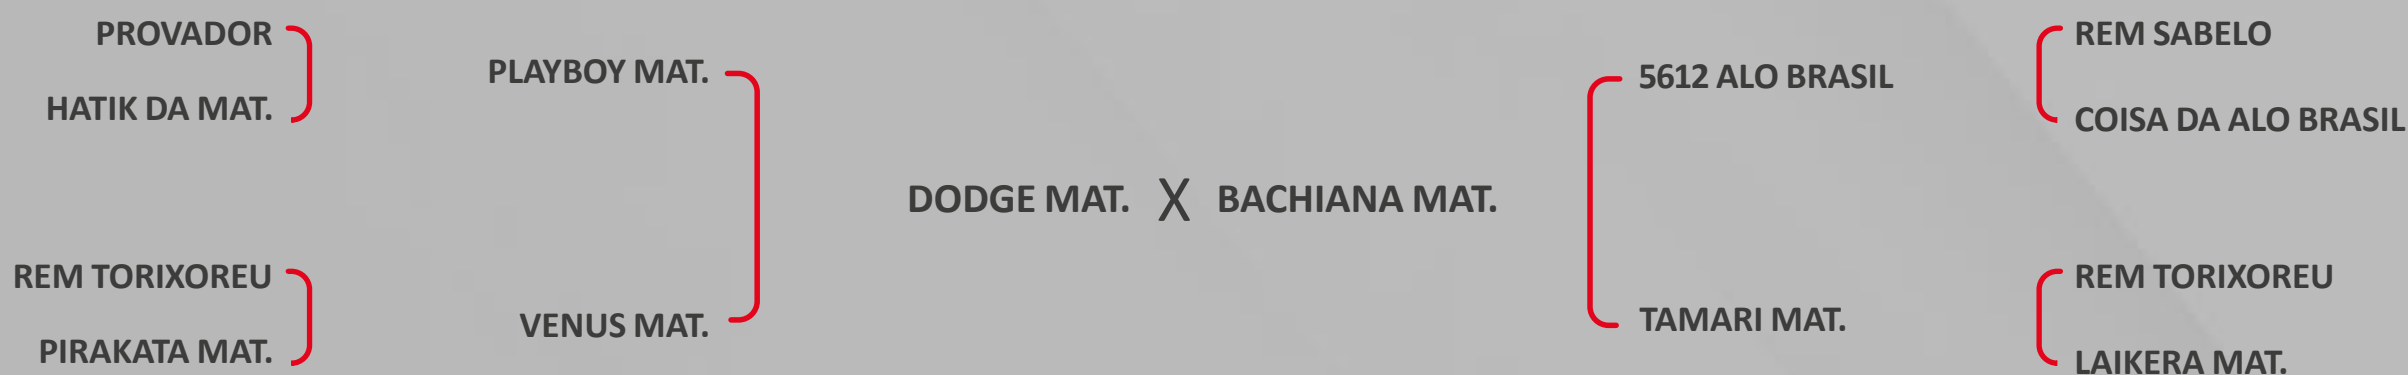 PROVADOR
HATIK DA MAT.
REM TORIXOREU
PIRAKATA MAT.
PLAYBOY MAT.
VENUS MAT.
DODGE MAT. X BACHIANA MAT.
5612 ALO BRASIL
TAMARI MAT.
REM SABELO
COISA DA ALO BRASIL
REM TORIXOREU
LAIKERA MAT.